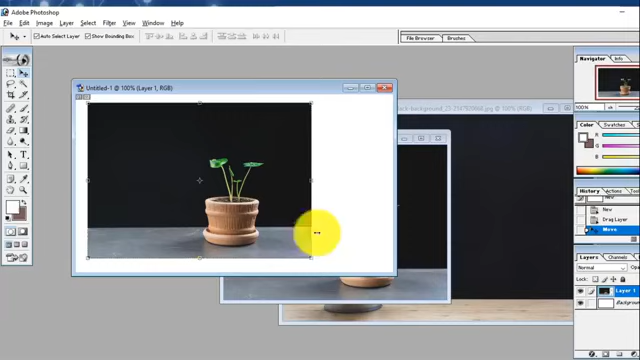 Adobe Photoshop
File Edit Image Layer Select Filter View Window Help
Auto Select Layer Show Bounding Box
File Browser Brushes
Navigator Info
Untitled-1 @ 100% (Layer 1, RGB)
100%
Color Swatches
R
G
B
History Actions
New
Drag Layer
Move
Layers Channels
Normal
Lock:
Layer 1